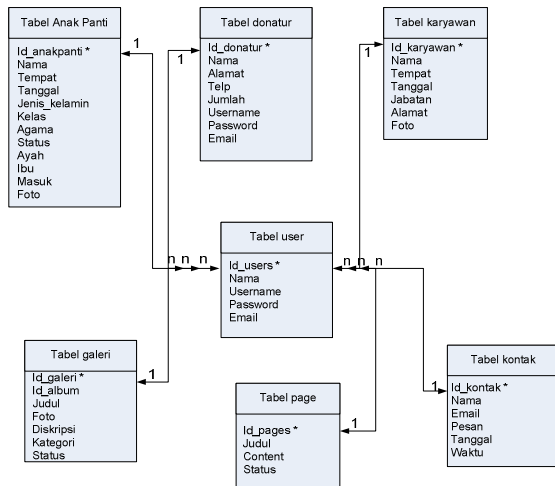 Tabel Anak Panti
Id_anakpanti *
Nama
Tempat
Tanggal
Jenis_kelamin
Kelas
Agama
Status
Ayah
Ibu
Masuk
Foto
1
Tabel donatur
Id_donatur *
Nama
Alamat
Telp
Jumlah
Username
Password
Email
1
Tabel karyawan
Id_karyawan *
Nama
Tempat
Tanggal
Jabatan
Alamat
Foto
1
Tabel user
Id_users *
Nama
Username
Password
Email
n n n
n n n
Tabel galeri
Id_galeri *
Id_album
Judul
Foto
Diskripsi
Kategori
Status
1
Tabel page
Id_pages *
Judul
Content
Status
1
Tabel kontak
Id_kontak *
Nama
Email
Pesan
Tanggal
Waktu
1